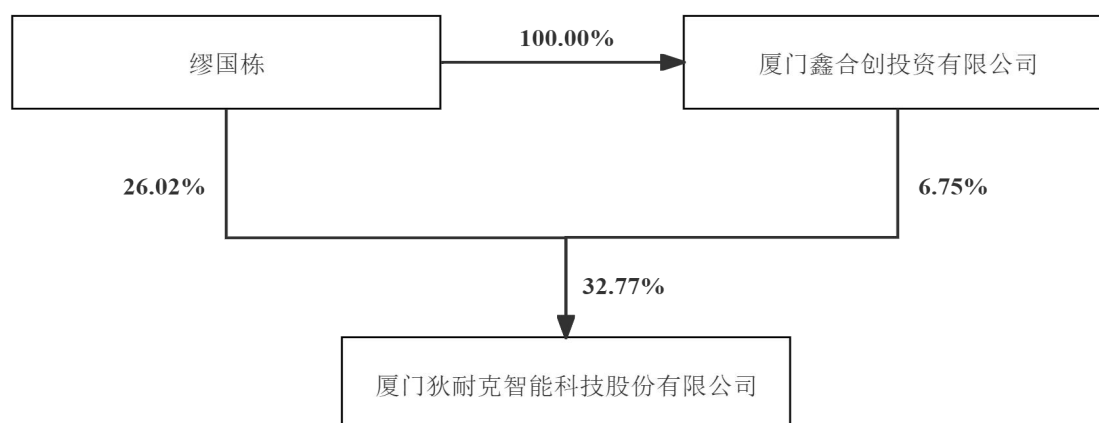 100.00%
缪国栋
厦门鑫合创投资有限公司
26.02%
6.75%
32.77%
厦门狄耐克智能科技股份有限公司